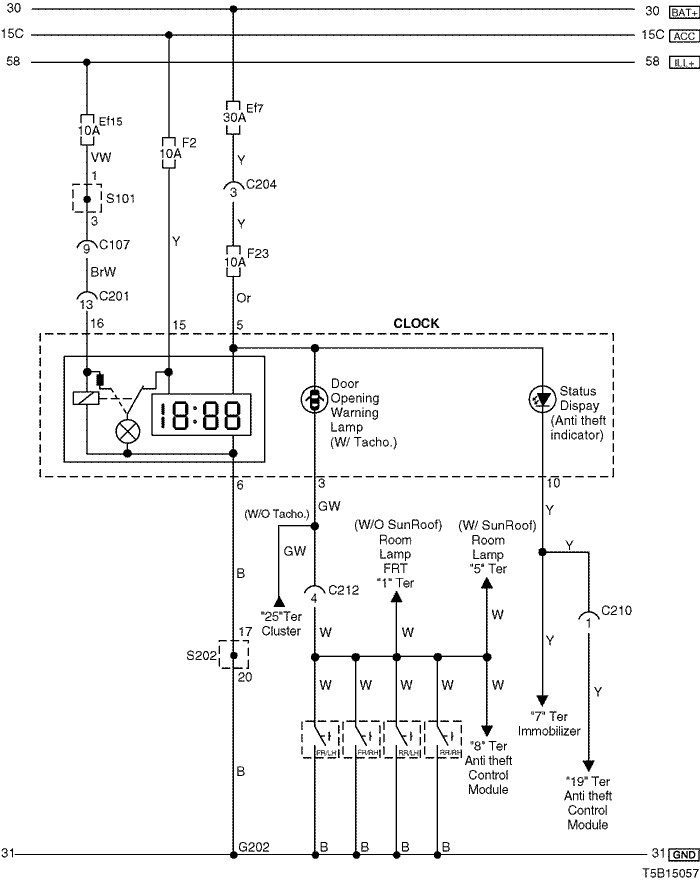 30 30 BAT+
15C 15C ACC
58 58 ILL+
Ef15
10A
F2
10A
Ef7
30A
VW
Y
1
S101
3
C204
3
Y
Y
9
C107
F23
10A
BrW
13
C201
Or
16
15
5
CLOCK
18:88
Door
Opening
Warning
Lamp
(W/ Tacho.)
Status
Dispay
(Anti theft
indicator)
6
3
10
(W/O Tacho.)
GW
GW
Y
Y
(W/O SunRoof)
Room
Lamp
FRT
"1" Ter
(W/ SunRoof)
Room
Lamp
"5" Ter
B
"25"Ter
Cluster
4
C212
1
C210
W
W
W
17
S202
20
Y
Y
W
W
W
W
W
FR/LH
FR/RH
RR/LH
RR/RH
"7" Ter
Immobilizer
"8" Ter
Anti theft
Control
Module
"19" Ter
Anti theft
Control
Module
B
G202
B
B
B
B
31 31 GND
T5B15057